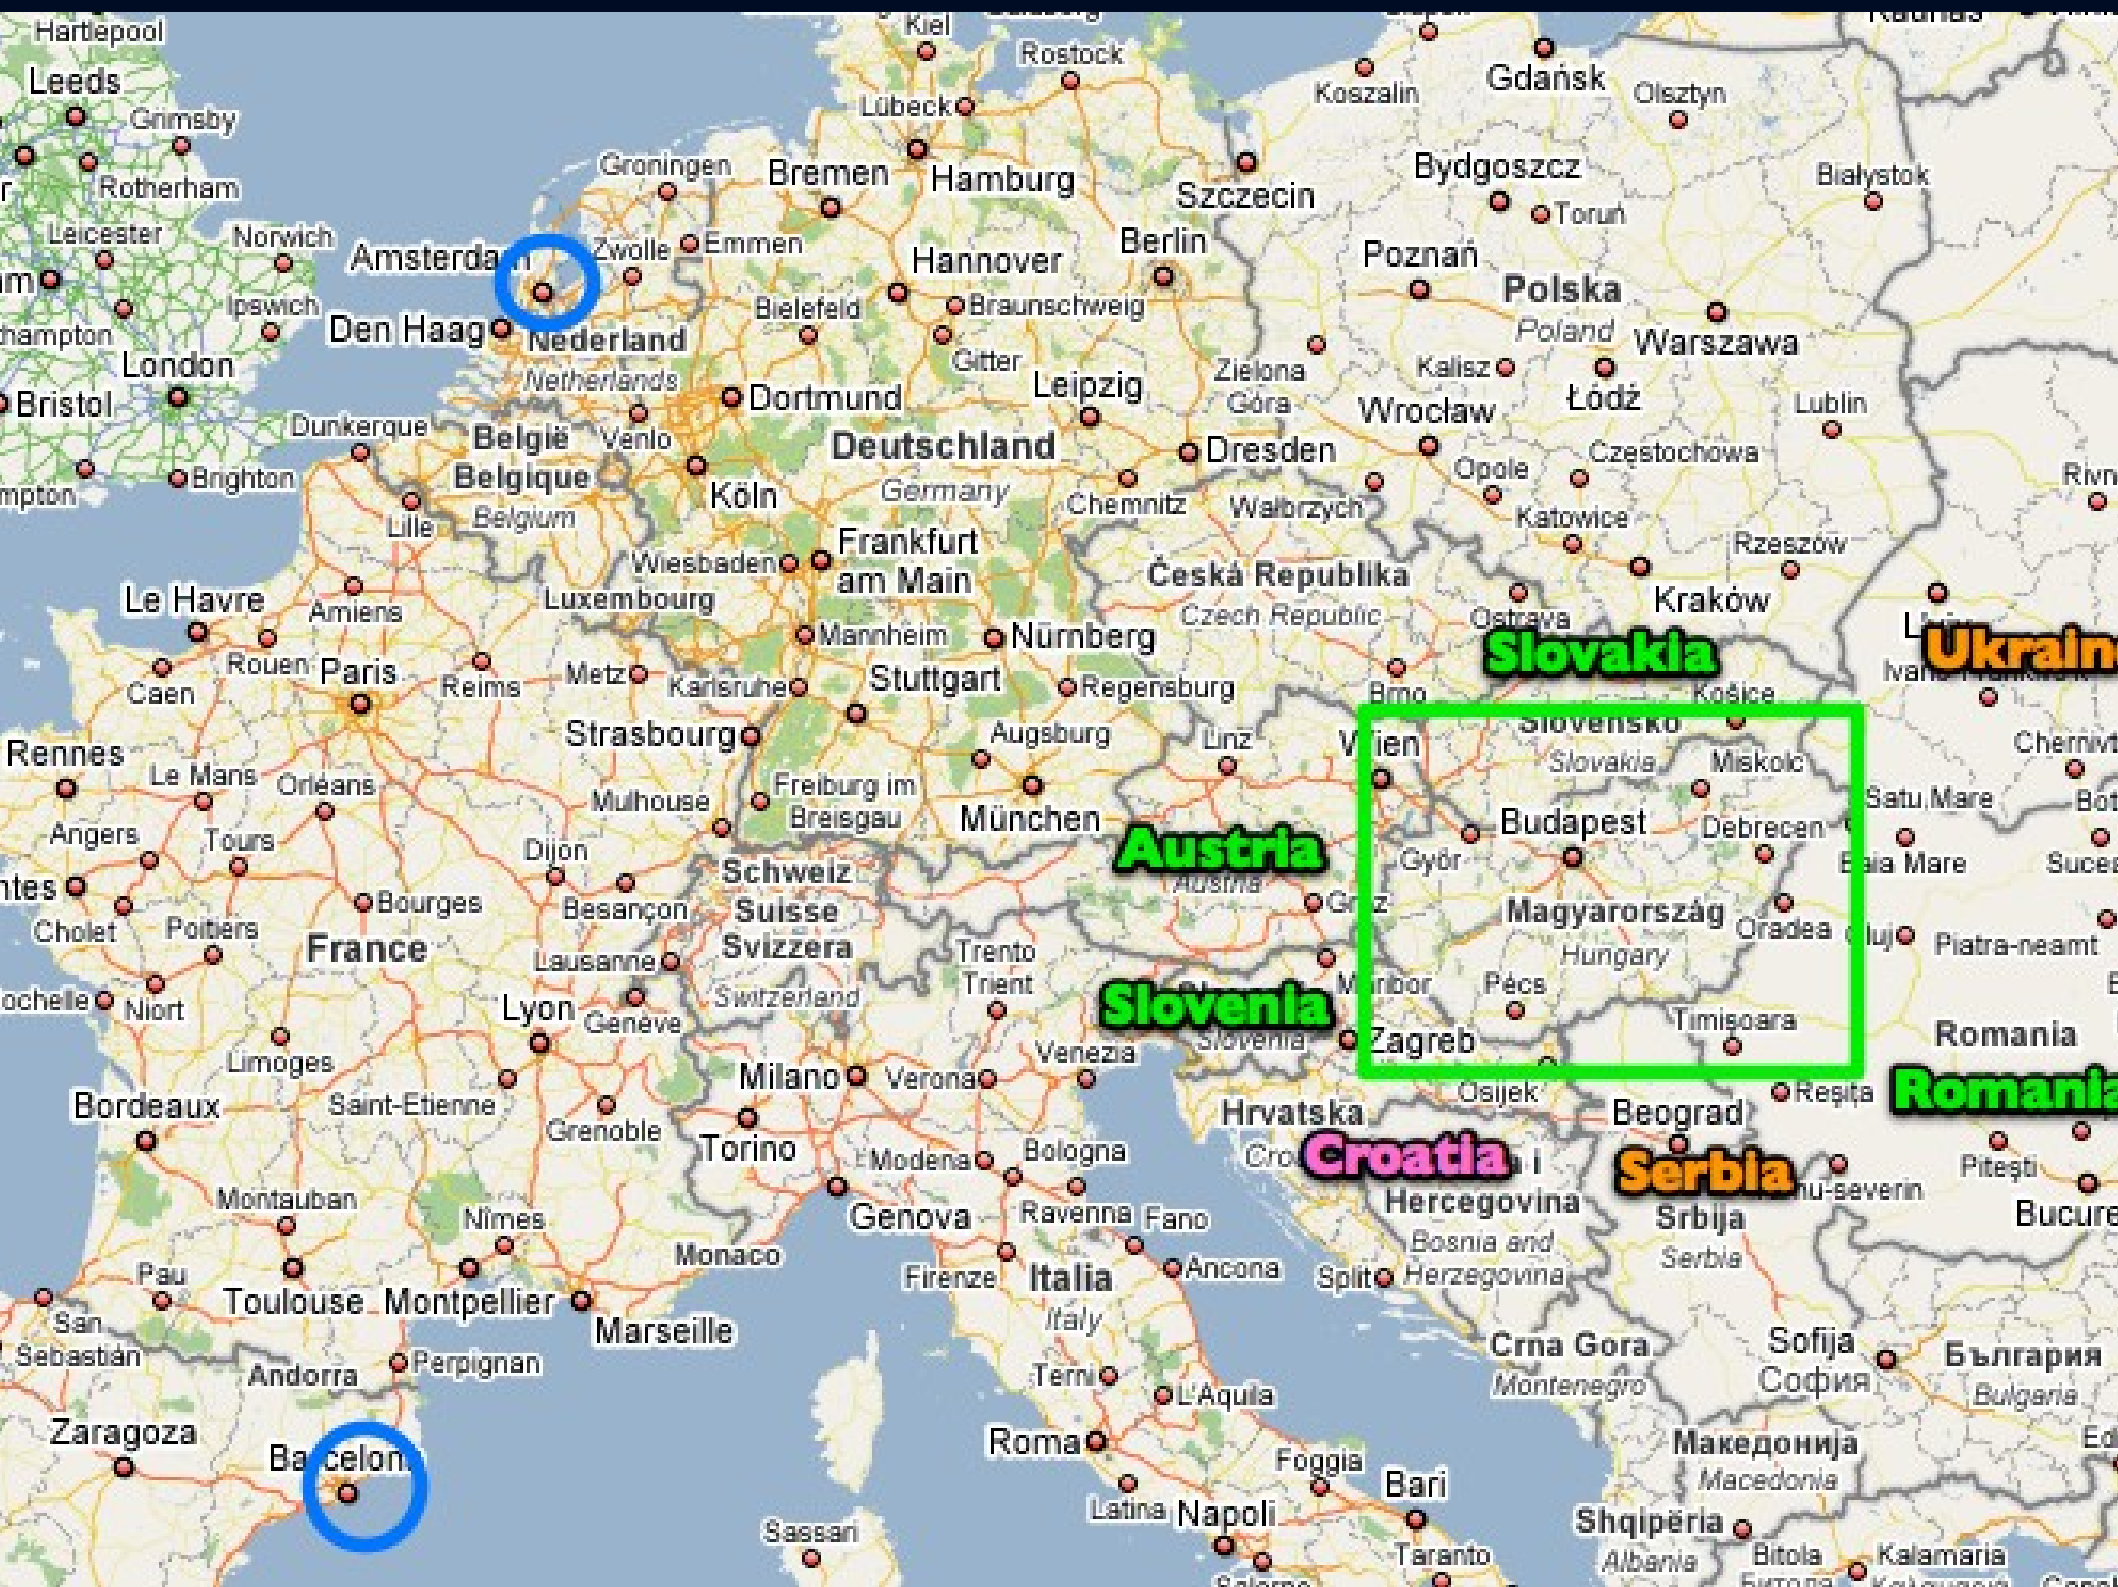 Hartlepool
Kiel
Rostock
Leeds
Lübeck
Koszalin
Gdańsk
Olsztyn
Grimsby
Groningen
Bremen
Hamburg
Szczecin
Bydgoszcz
Białystok
Rotherham
Toruń
Leicester
Norwich
Amsterda
Zwolle
Emmen
Hannover
Berlin
Poznań
Ipswich
Bielefeld
Braunschweig
Polska
Poland
Den Haag
Nederland
Netherlands
Gitter
Warszawa
London
Zielona
Góra
Kalisz
Łódź
Bristol
Dortmund
Leipzig
Wrocław
Lublin
Dunkerque
België
Belgique
Belgium
Venlo
Deutschland
Germany
Dresden
Opole
Częstochowa
Brighton
Köln
Chemnitz
Wałbrzych
Katowice
Lille
Wiesbaden
Frankfurt
am Main
Rzeszów
Česká Republika
Czech Republic
Le Havre
Amiens
Luxembourg
Kraków
Ostrava
Mannheim
Nürnberg
Slovakia
Ukrain
Rouen
Paris
Reims
Metz
Karlsruhe
Stuttgart
Regensburg
Caen
Brno
Košice
Strasbourg
Augsburg
Linz
Wien
Slovensko
Slovakia
Miskolc
Rennes
Le Mans
Orléans
Freiburg im
Breisgau
Mulhouse
München
Satu Mare
Angers
Tours
Dijon
Austria
Austria
Győr
Budapest
Debrecen
Baia Mare
Schweiz
Suisse
Svizzera
Switzerland
Bourges
Besançon
Graz
Magyarország
Hungary
Oradea
Cholet
Poitiers
France
Lausanne
Trento
Trient
Piatra-neamt
Niort
Lyon
Genève
Slovenia
Slovenia
Maribor
Pécs
Timişoara
Romania
Limoges
Venezia
Zagreb
Milano
Verona
Osijek
Reşiţa
Romania
Bordeaux
Saint-Etienne
Grenoble
Torino
Hrvatska
Beograd
Modena
Bologna
Croatia
Serbia
Piteşti
Montauban
Nîmes
Genova
Ravenna
Fano
Hercegovina
Bosnia and
Herzegovina
Srbija
Serbia
Monaco
Firenze
Italia
Italy
Ancona
Split
Pau
Toulouse
Montpellier
Marseille
San
Sebastián
Andorra
Perpignan
Crna Gora
Montenegro
Sofija
София
България
Bulgaria
Terni
L'Aquila
Zaragoza
Barcelon
Roma
Foggia
Bari
Македонија
Macedonia
Latina
Napoli
Sassari
Shqipëria
Albania
Taranto
Bitola
Kalamaria